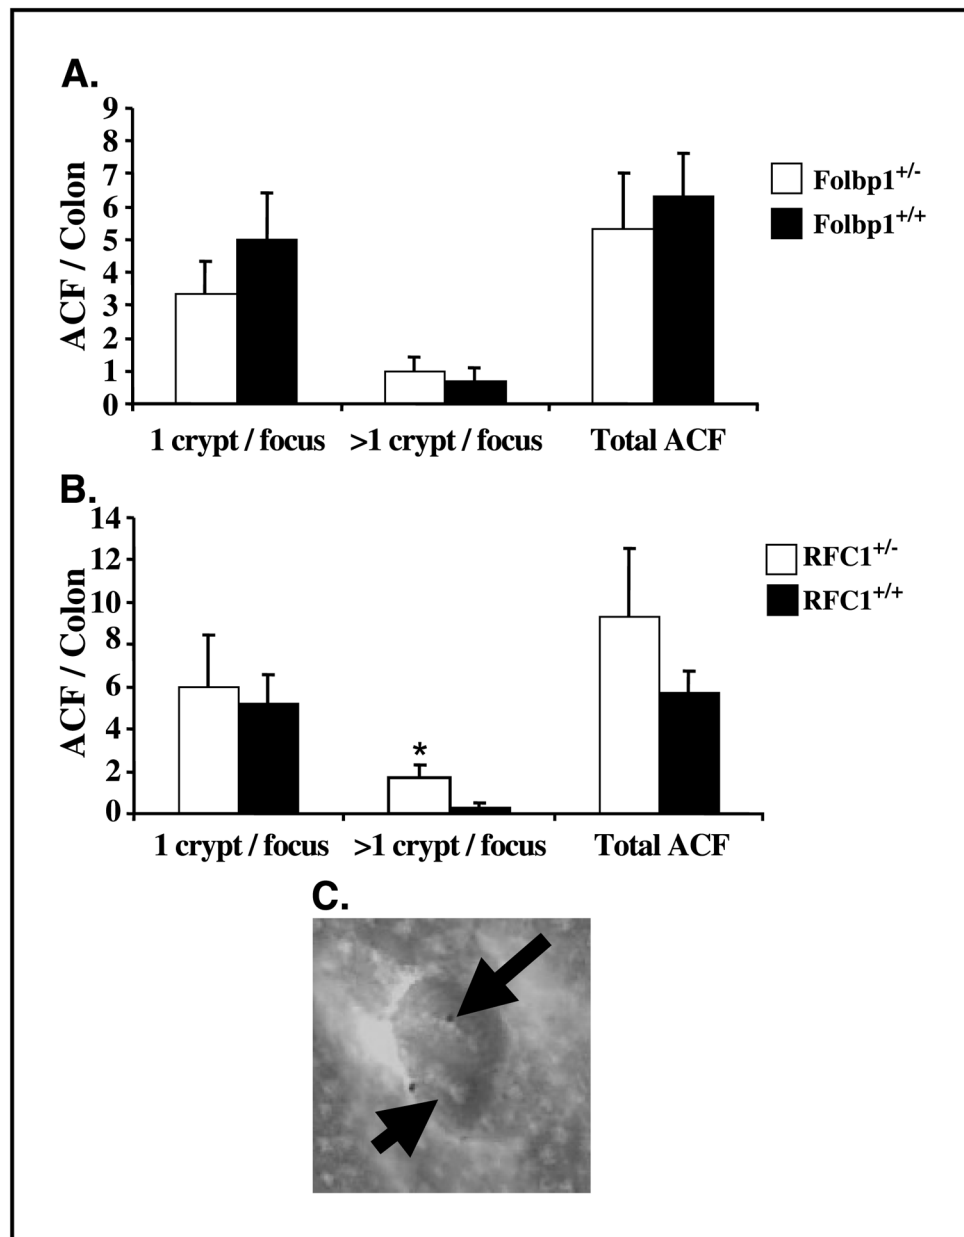 A.
9
8
7
6
5
4
3
2
1
0
ACF / Colon
Folbp1+/-
Folbp1+/+
1 crypt / focus >1 crypt / focus Total ACF
B.
14
12
10
8
6
4
2
0
ACF / Colon
RFC1+/-
RFC1+/+
*
1 crypt / focus >1 crypt / focus Total ACF
C.